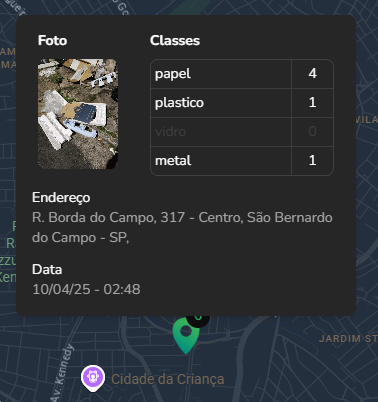 Foto
Classes
papel 4
plastico 1
vidro 0
metal 1
Endereço
R. Borda do Campo, 317 - Centro, São Bernardo
do Campo - SP,
Data
10/04/25 - 02:48
Av. Kennedy
Cidade da Criança
JARDIM ST